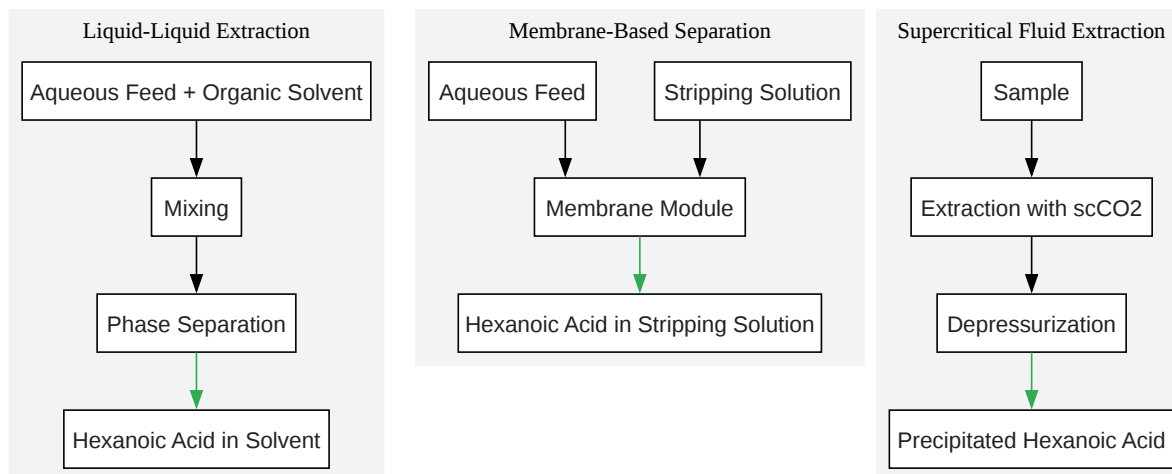 Liquid-Liquid Extraction
Aqueous Feed + Organic Solvent
Mixing
Phase Separation
Hexanoic Acid in Solvent
Membrane-Based Separation
Aqueous Feed
Stripping Solution
Membrane Module
Hexanoic Acid in Stripping Solution
Supercritical Fluid Extraction
Sample
Extraction with scCO2
Depressurization
Precipitated Hexanoic Acid